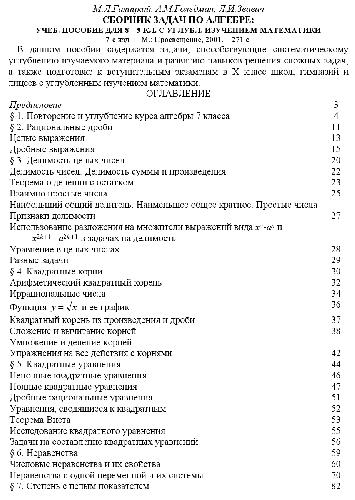 М.Л.Галицкий, А.М.Гольдман, Л.И.Звавич
СБОРНИК ЗАДАЧ ПО АЛГЕБРЕ:
УЧЕБ. ПОСОБИЕ ДЛЯ 8—9 КЛ. С УГЛУБЛ. ИЗУЧЕНИЕМ МАТЕМАТИКИ
7-е изд. — М.: Просвещение, 2001. — 271 с.
В данном пособии содержатся задачи, способствующие систематическому
углублению изучаемого материала и развитию навыков решения сложных задач,
а также подготовке к вступительным экзаменам в X класс школ, гимназий и
лицеев с углубленным изучением математики.
ОГЛАВЛЕНИЕ
Предисловие 3
§ 1. Повторение и углубление курса алгебры 7 класса 4
§ 2. Рациональные дроби 11
Целые выражения 13
Дробные выражения 15
§ 3. Делимость целых чисел 20
Делимость чисел. Делимость суммы и произведения 22
Теорема о делении с остатком 23
Взаимно простые числа 25
Наибольший общий делитель. Наименьшее общее кратное. Простые числа
Признаки делимости 27
Использование разложения на множители выражений вида xⁿ-aⁿ и
x²ᵏ⁺¹ + a²ᵏ⁺¹ в задачах на делимость
Уравнение в целых числах 28
Разные задачи 29
§ 4. Квадратные корни 30
Арифметический квадратный корень 32
Иррациональные числа 34
Функция y = √x и ее график 36
Квадратный корень из произведения и дроби 37
Сложение и вычитание корней 38
Умножение и деление корней
Упражнения на все действия с корнями 42
§ 5. Квадратные уравнения 44
Неполные квадратные уравнения 46
Полные квадратные уравнения 47
Дробные рациональные уравнения 51
Уравнения, сводящиеся к квадратным 52
Теорема Виета 53
Исследование квадратного уравнения 55
Задачи на составление квадратных уравнений 56
§ 6. Неравенства 59
Числовые неравенства и их свойства 60
Неравенства с одной переменной и их системы 70
§ 7. Степень с целым показателем 82